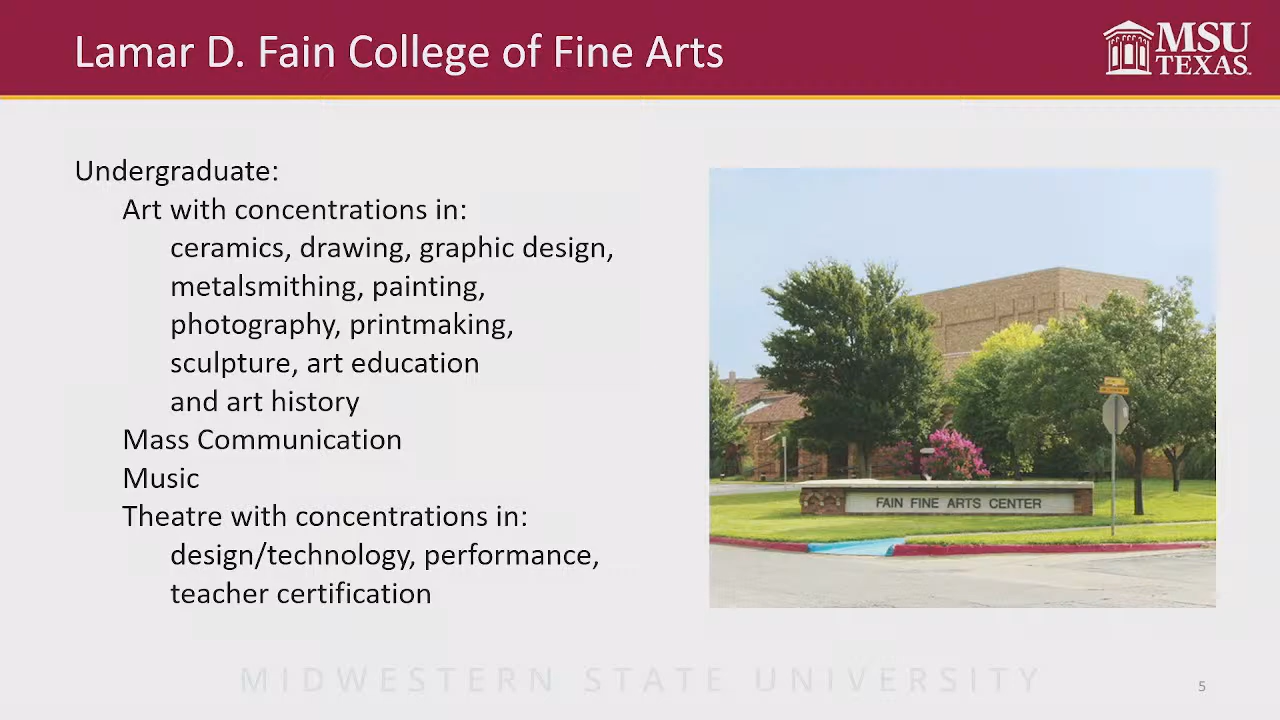 Lamar D. Fain College of Fine Arts
MSU
TEXAS
Undergraduate:
Art with concentrations in:
ceramics, drawing, graphic design,
metalsmithing, painting,
photography, printmaking,
sculpture, art education
and art history
Mass Communication
Music
Theatre with concentrations in:
design/technology, performance,
teacher certification
FAIN FINE ARTS CENTER
MIDWESTERN STATE UNIVERSITY
5